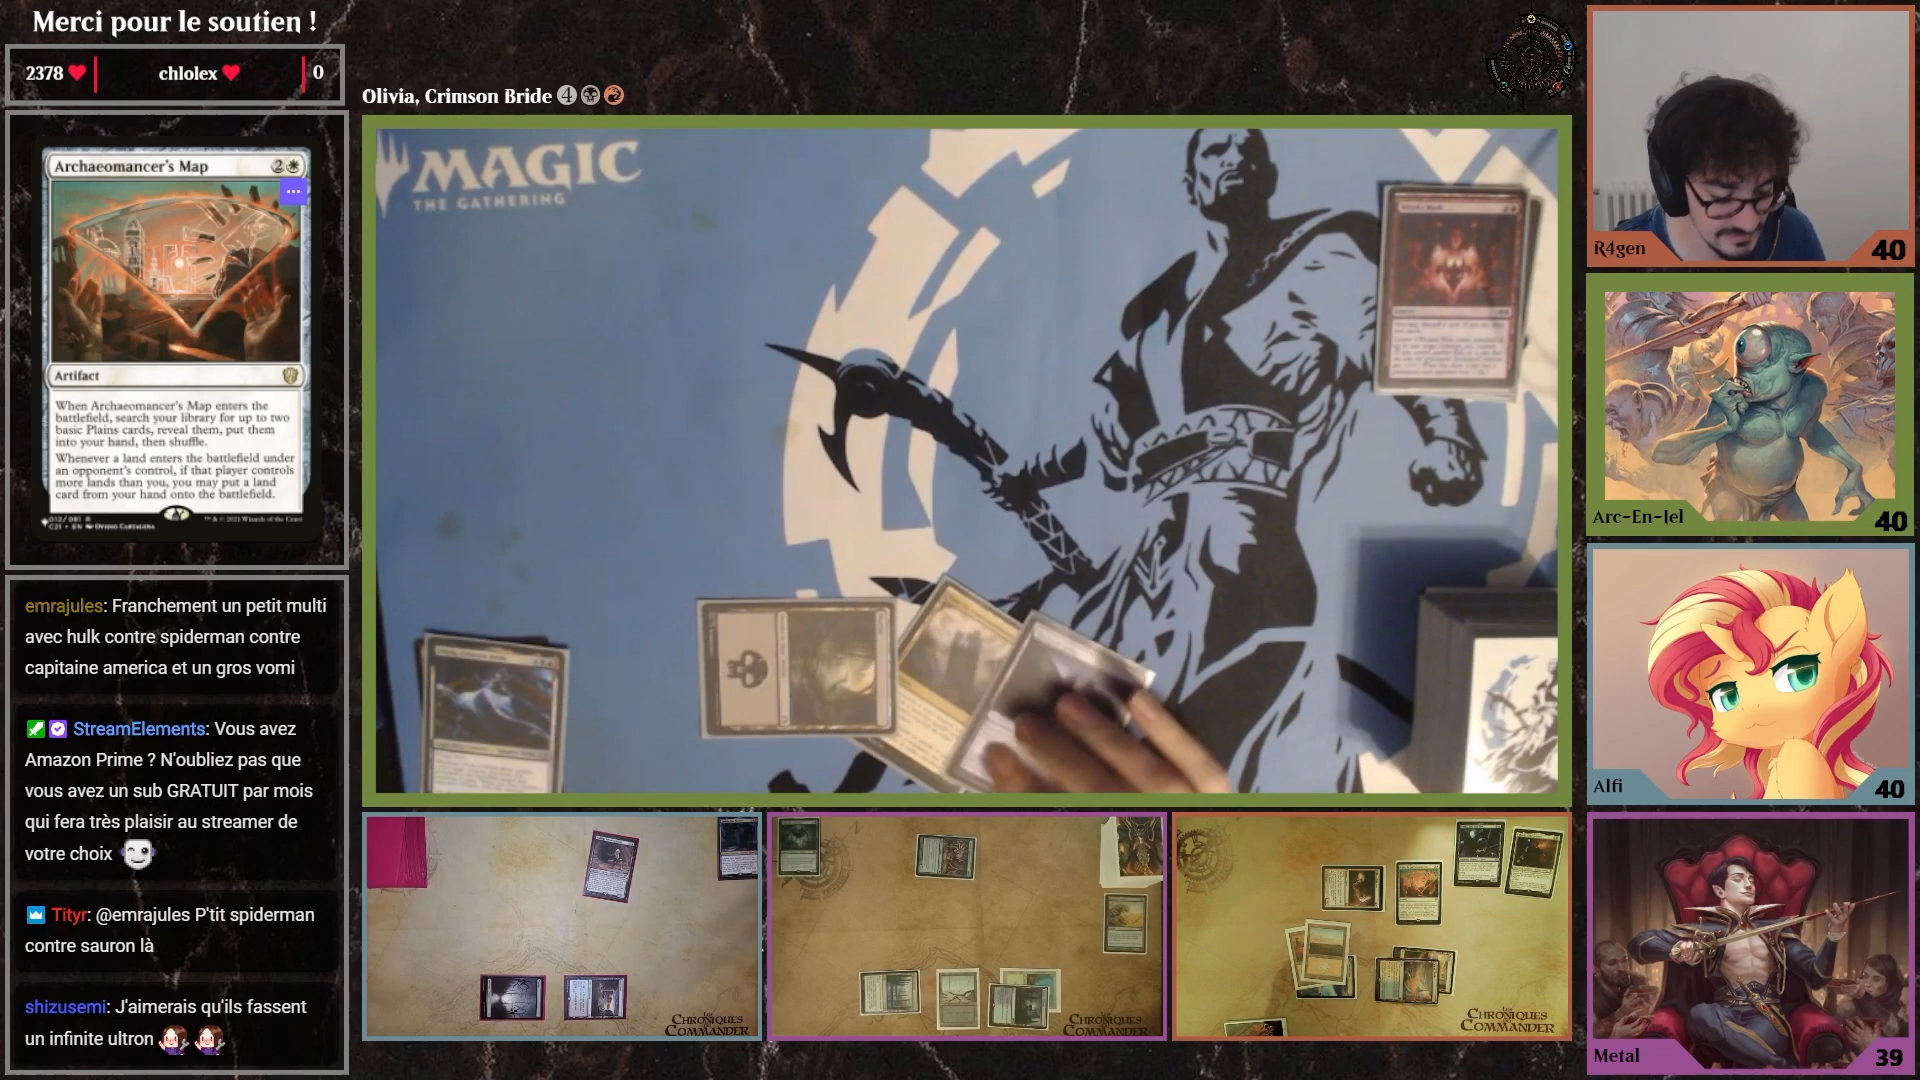 Merci pour le soutien !
2378
chlolex
0
Olivia, Crimson Bride 4
Archaeomancer's Map 2
Artifact
When Archaeomancer's Map enters the
battlefield, search your library for up to two
basic Plains cards, reveal them, put them
into your hand, then shuffle.
Whenever a land enters the battlefield under
an opponent's control, if that player controls
more lands than you, you may put a land
card from your hand onto the battlefield.
emrajules: Franchement un petit multi
avec hulk contre spiderman contre
capitaine america et un gros vomi
StreamElements: Vous avez
Amazon Prime ? N'oubliez pas que
vous avez un sub GRATUIT par mois
qui fera très plaisir au streamer de
votre choix
Tityr: @emrajules P'tit spiderman
contre sauron là
shizusemi: J'aimerais qu'ils fassent
un infinite ultron
MAGIC
THE GATHERING
R4gen
40
Arc-En-Iel
40
Alfi
40
Metal
39
CHRONIQUES
COMMANDER
CHRONIQUES
COMMANDER
LES
CHRONIQUES
COMMANDER